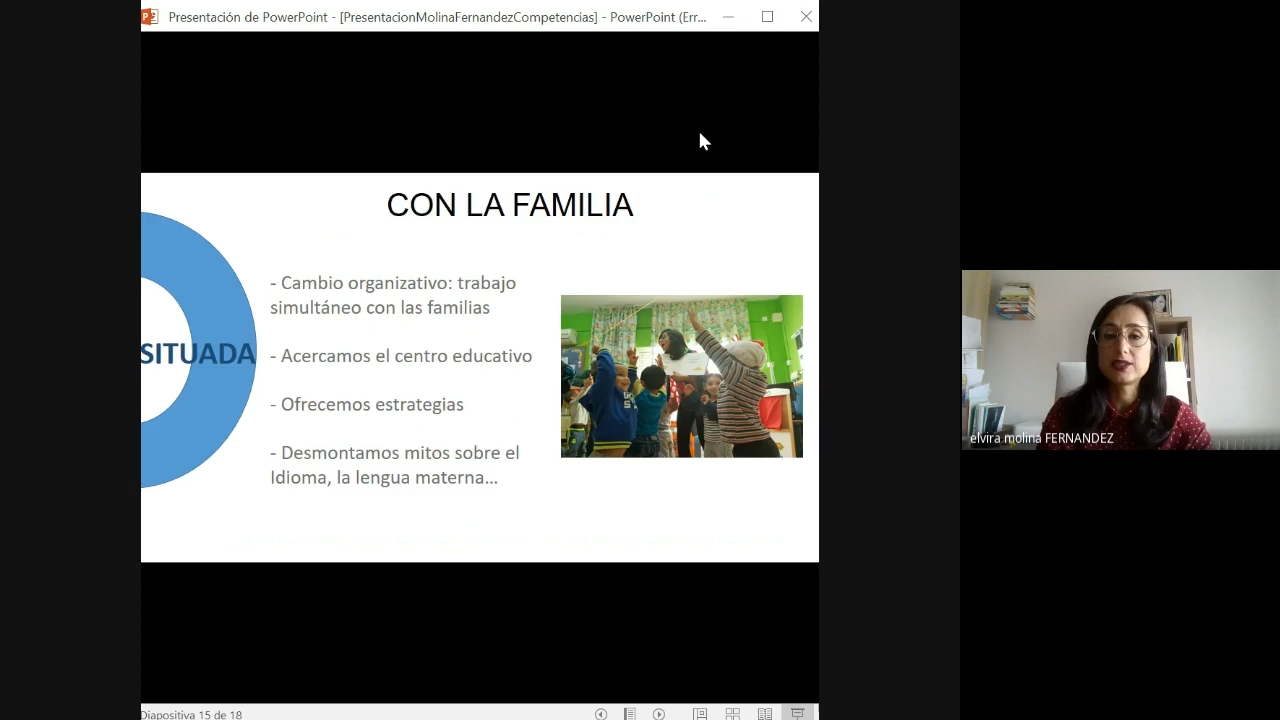 Presentación de PowerPoint - [PresentacionMolinaFernandezCompetencias] - PowerPoint (Err...
CON LA FAMILIA
- Cambio organizativo: trabajo
simultáneo con las familias
SITUADA
- Acercamos el centro educativo
- Ofrecemos estrategias
- Desmontamos mitos sobre el
Idioma, la lengua materna...
elvira molina FERNANDEZ
Diapositiva 15 de 18